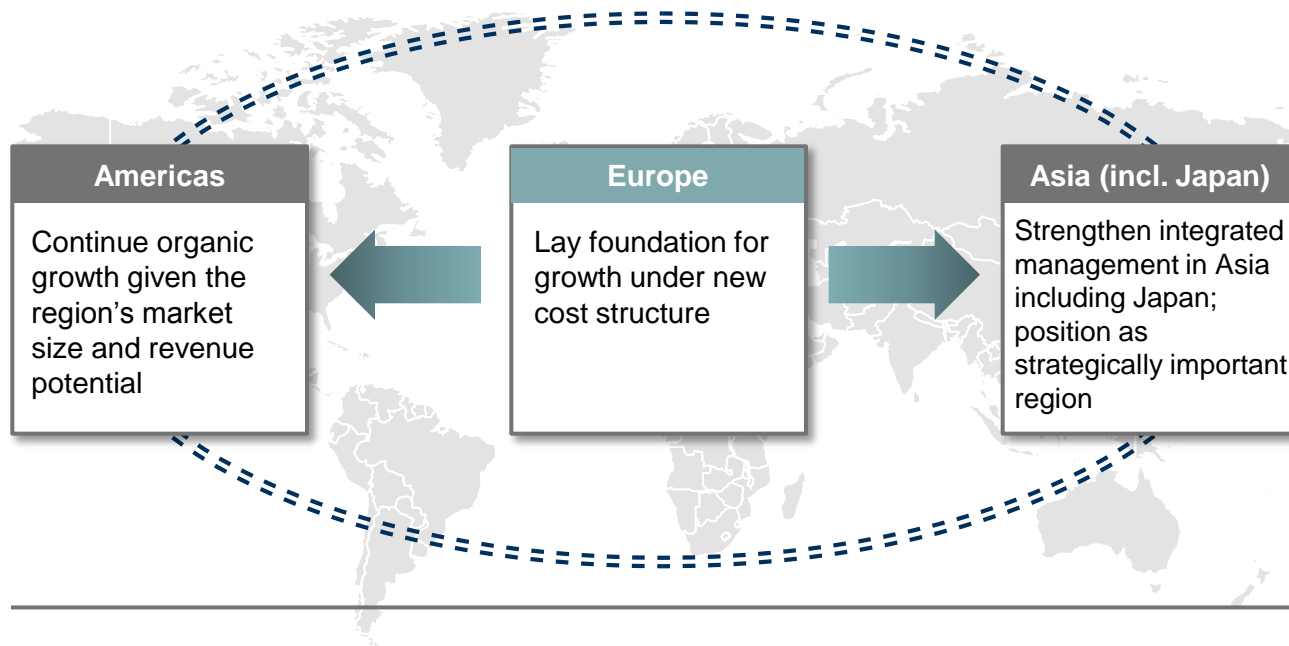 Americas
Continue organic
growth given the
region’s market
size and revenue
potential
Europe
Lay foundation for
growth under new
cost structure
Asia (incl. Japan)
Strengthen integrated
management in Asia
including Japan;
position as
strategically important
region